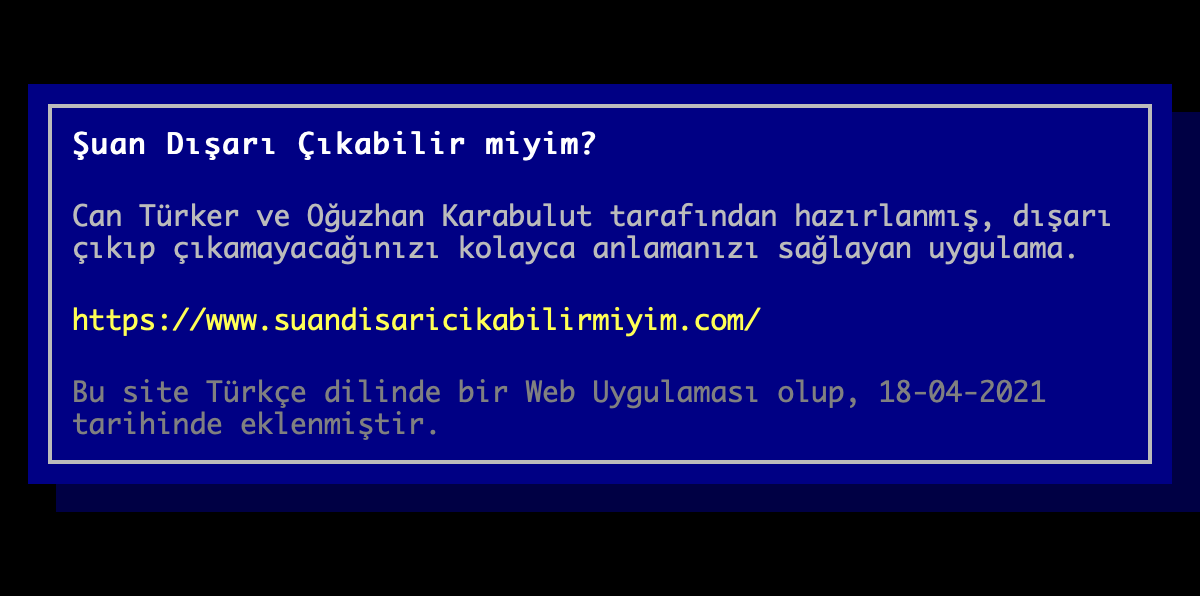 Şuan Dışarı Çıkabilir miyim?
Can Türker ve Oğuzhan Karabulut tarafından hazırlanmış, dışarı
çıkıp çıkamayacağınızı kolayca anlamanızı sağlayan uygulama.
https://www.suandisaricikabilirmiyim.com/
Bu site Türkçe dilinde bir Web Uygulaması olup, 18-04-2021
tarihinde eklenmiştir.